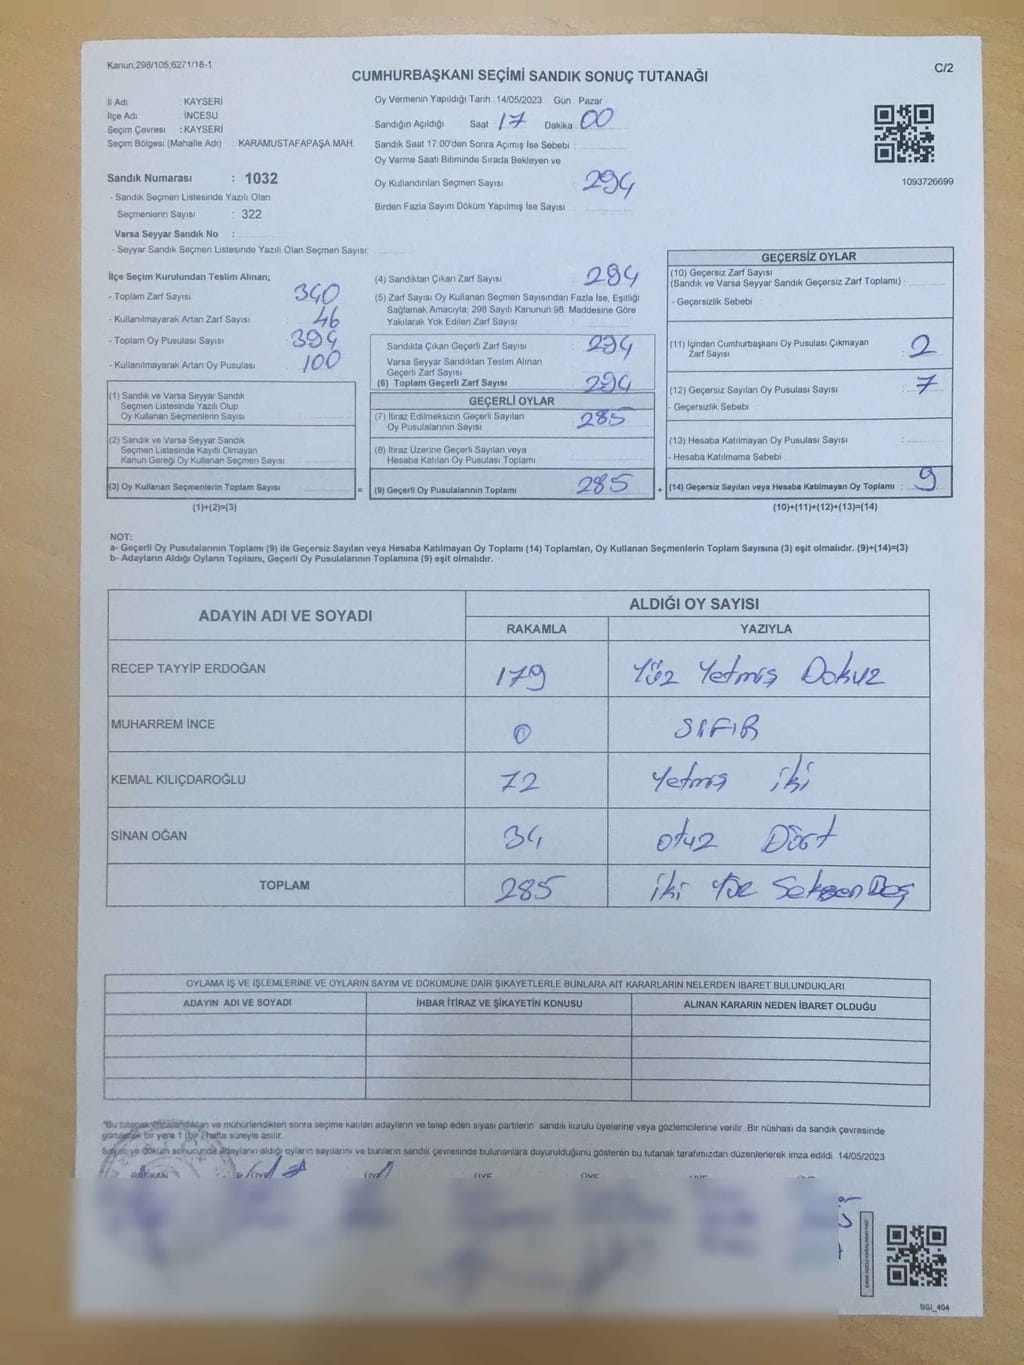 Kanun;298/105;6271/18-1
C/2
CUMHURBAŞKANI SEÇİMİ SANDIK SONUÇ TUTANAĞI
İl Adı KAYSERİ
İlçe Adı İNCESU
Seçim Çevresi : KAYSERİ
Seçim Bölgesi (Mahalle Adı) : KARAMUSTAFAPAŞA MAH.
Sandık Numarası : 1032
- Sandık Seçmen Listesinde Yazılı Olan
Seçmenlerin Sayısı : 322
Varsa Seyyar Sandık No :
- Seyyar Sandık Seçmen Listesinde Yazılı Olan Seçmen Sayısı:
Oy Vermenin Yapıldığı Tarih : 14/05/2023 Gün : Pazar
Sandığın Açıldığı Saat : 17 Dakika : 00
Sandık Saat 17:00'den Sonra Açımış İse Sebebi :
Oy Verme Saati Bitiminde Sırada Bekleyen ve
Oy Kullandırılan Seçmen Sayısı : 294
Birden Fazla Sayım Döküm Yapılmış İse Sayısı :
1093726699
İlçe Seçim Kurulundan Teslim Alınan;
- Toplam Zarf Sayısı : 340
- Kullanılmayarak Artan Zarf Sayısı : 46
- Toplam Oy Pusulası Sayısı : 394
- Kullanılmayarak Artan Oy Pusulası : 100
(1) Sandık ve Varsa Seyyar Sandık
Seçmen Listesinde Yazılı Olup
Oy Kullanan Seçmenlerin Sayısı :
(2) Sandık ve Varsa Seyyar Sandık
Seçmen Listesinde Kayıtlı Olmayan
Kanun Gereği Oy Kullanan Seçmen Sayısı :
(3) Oy Kullanan Seçmenlerin Toplam Sayısı :
(1)+(2)=(3)
(4) Sandıktan Çıkan Zarf Sayısı : 294
(5) Zarf Sayısı Oy Kullanan Seçmen Sayısından Fazla İse, Eşitliği
Sağlamak Amacıyla, 298 Sayılı Kanunun 98. Maddesine Göre
Yakılarak Yok Edilen Zarf Sayısı :
Sandıkta Çıkan Geçerli Zarf Sayısı : 294
Varsa Seyyar Sandıktan Teslim Alınan
Geçerli Zarf Sayısı :
(6) Toplam Geçerli Zarf Sayısı : 294
GEÇERLİ OYLAR
(7) İtiraz Edilmeksizin Geçerli Sayılan
Oy Pusulalarının Sayısı : 285
(8) İtiraz Üzerine Geçerli Sayılan veya
Hesaba Katılan Oy Pusulası Toplamı :
= (9) Geçerli Oy Pusulalarının Toplamı : 285
GEÇERSİZ OYLAR
(10) Geçersiz Zarf Sayısı
(Sandık ve Varsa Seyyar Sandık Geçersiz Zarf Toplamı) :
- Geçersizlik Sebebi :
(11) İçinden Cumhurbaşkanı Oy Pusulası Çıkmayan
Zarf Sayısı : 2
(12) Geçersiz Sayılan Oy Pusulası Sayısı : 7
- Geçersizlik Sebebi :
(13) Hesaba Katılmayan Oy Pusulası Sayısı :
- Hesaba Katılmama Sebebi :
+ (14) Geçersiz Sayılan veya Hesaba Katılmayan Oy Toplamı : 9
(10)+(11)+(12)+(13)=(14)
NOT:
a- Geçerli Oy Pusulalarının Toplamı (9) ile Geçersiz Sayılan veya Hesaba Katılmayan Oy Toplamı (14) Toplamları, Oy Kullanan Seçmenlerin Toplam Sayısına (3) eşit olmalıdır. (9)+(14)=(3)
b- Adayların Aldığı Oyların Toplamı, Geçerli Oy Pusulalarının Toplamına (9) eşit olmalıdır.
ADAYIN ADI VE SOYADI ALDIĞI OY SAYISI
RAKAMLA YAZIYLA
RECEP TAYYİP ERDOĞAN 179 Yüz Yetmiş Dokuz
MUHARREM İNCE 0 SIFIR
KEMAL KILIÇDAROĞLU 72 Yetmiş iki
SİNAN OĞAN 34 otuz Dört
TOPLAM 285 iki Yüz Seksen Beş
OYLAMA İŞ VE İŞLEMLERİNE VE OYLARIN SAYIM VE DÖKÜMÜNE DAİR ŞİKAYETLERLE BUNLARA AİT KARARLARIN NELERDEN İBARET BULUNDUKLARI
ADAYIN ADI VE SOYADI İHBAR İTİRAZ VE ŞİKAYETİN KONUSU ALINAN KARARIN NEDEN İBARET OLDUĞU
*Bu tutanak imzalandıktan ve mühürlendikten sonra seçime katılan adayların ve talep eden siyasi partilerin sandık kurulu üyelerine veya gözlemcilerine verilir. Bir nüshası da sandık çevresinde
görülecek bir yere 1 (bir) hafta süreyle asılır.
Sayım ve döküm sonucunda adayların aldığı oyların sayılarını ve bunların sandık çevresinde bulunanlara duyurulduğunu gösteren bu tutanak tarafımızdan düzenlenerek imza edildi. 14/05/2023
BAŞKAN ÜYE ÜYE ÜYE ÜYE ÜYE ÜYE
SSI_404